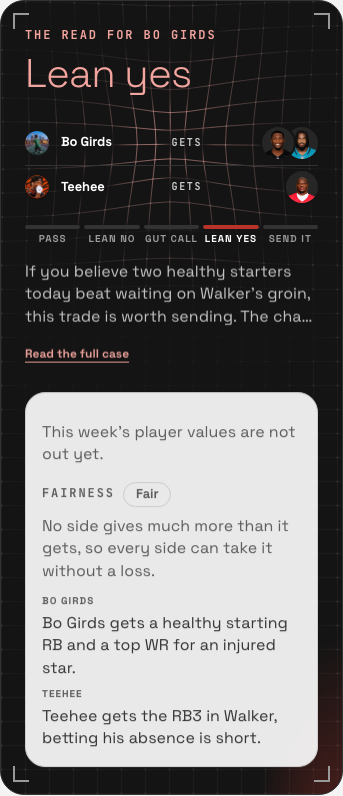 THE READ FOR BO GIRDS
Lean yes
Bo Girds GETS
Teehee GETS
PASS LEAN NO GUT CALL LEAN YES SEND IT
If you believe two healthy starters
today beat waiting on Walker's groin,
this trade is worth sending. The cha...
Read the full case
This week's player values are not
out yet.
FAIRNESS Fair
No side gives much more than it
gets, so every side can take it
without a loss.
BO GIRDS
Bo Girds gets a healthy starting
RB and a top WR for an injured
star.
TEEHEE
Teehee gets the RB3 in Walker,
betting his absence is short.